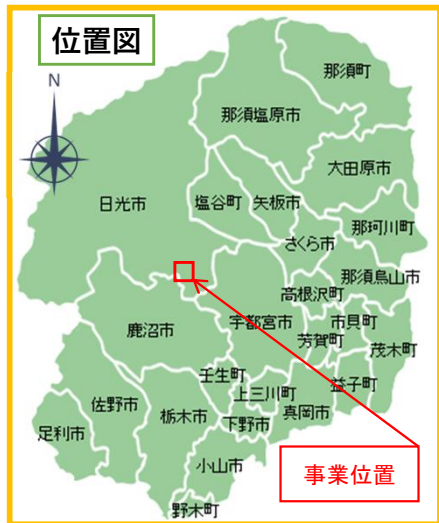 位置図
N
那須町
那須塩原市
大田原市
日光市
塩谷町
矢板市
那珂川町
さくら市
那須烏山市
高根沢町
鹿沼市
宇都宮市
市貝町
芳賀町
茂木町
壬生町
益子町
上三川町
佐野市
栃木市
真岡市
下野市
足利市
小山市
事業位置
野木町